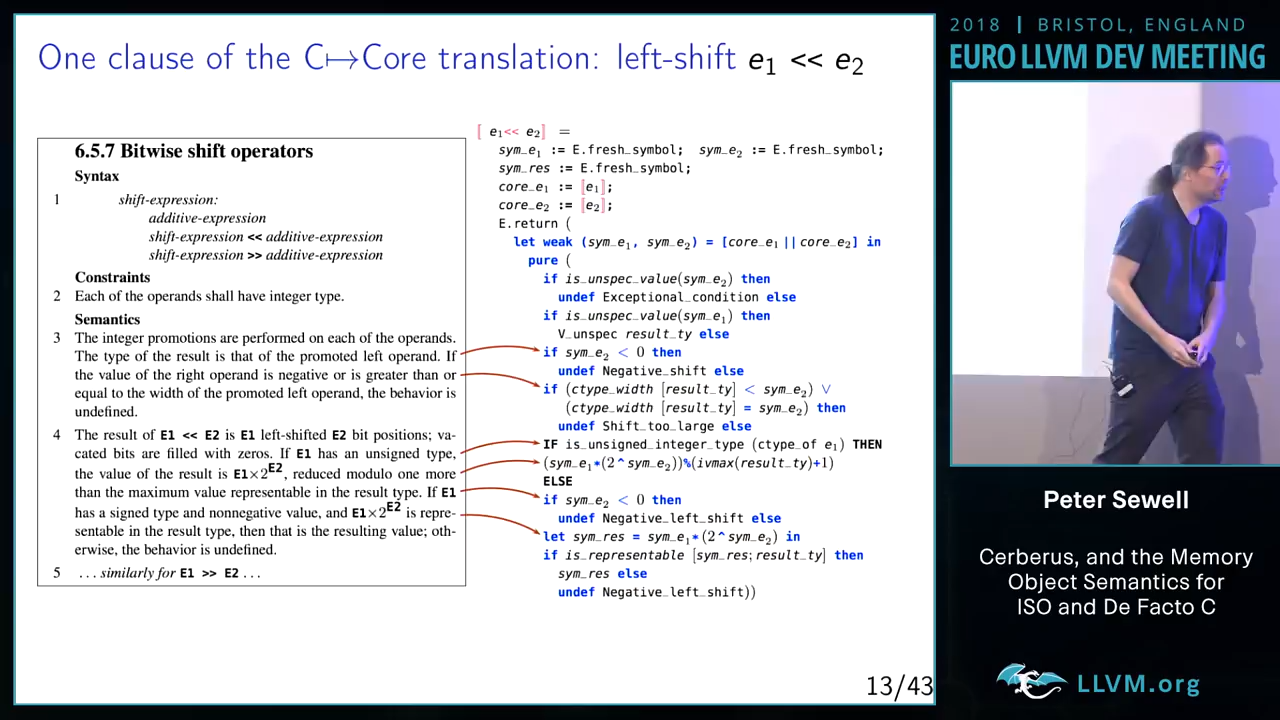 One clause of the C↦Core translation: left-shift e₁ << e₂
6.5.7 Bitwise shift operators
Syntax
1 shift-expression:
additive-expression
shift-expression << additive-expression
shift-expression >> additive-expression
Constraints
2 Each of the operands shall have integer type.
Semantics
3 The integer promotions are performed on each of the operands.
The type of the result is that of the promoted left operand. If
the value of the right operand is negative or is greater than or
equal to the width of the promoted left operand, the behavior is
undefined.
4 The result of E1 << E2 is E1 left-shifted E2 bit positions; va-
cated bits are filled with zeros. If E1 has an unsigned type,
the value of the result is E1×2^E2, reduced modulo one more
than the maximum value representable in the result type. If E1
has a signed type and nonnegative value, and E1×2^E2 is repre-
sentable in the result type, then that is the resulting value; oth-
erwise, the behavior is undefined.
5 ...similarly for E1 >> E2...
⟦ e₁<< e₂⟧ =
sym_e₁ := E.fresh_symbol; sym_e₂ := E.fresh_symbol;
sym_res := E.fresh_symbol;
core_e₁ := ⟦e₁⟧;
core_e₂ := ⟦e₂⟧;
E.return (
let weak (sym_e₁, sym_e₂) = [core_e₁ || core_e₂] in
pure (
if is_unspec_value(sym_e₂) then
undef Exceptional_condition else
if is_unspec_value(sym_e₁) then
V_unspec result_ty else
if sym_e₂ < 0 then
undef Negative_shift else
if (ctype_width [result_ty] < sym_e₂) ∨
(ctype_width [result_ty] = sym_e₂) then
undef Shift_too_large else
IF is_unsigned_integer_type (ctype_of e₁) THEN
(sym_e₁*(2^sym_e₂))%(ivmax(result_ty)+1)
ELSE
if sym_e₂ < 0 then
undef Negative_left_shift else
let sym_res = sym_e₁*(2^sym_e₂) in
if is_representable [sym_res; result_ty] then
sym_res else
undef Negative_left_shift))
13/43
2018 | BRISTOL, ENGLAND
EURO LLVM DEV MEETING
Peter Sewell
Cerberus, and the Memory
Object Semantics for
ISO and De Facto C
LLVM.org